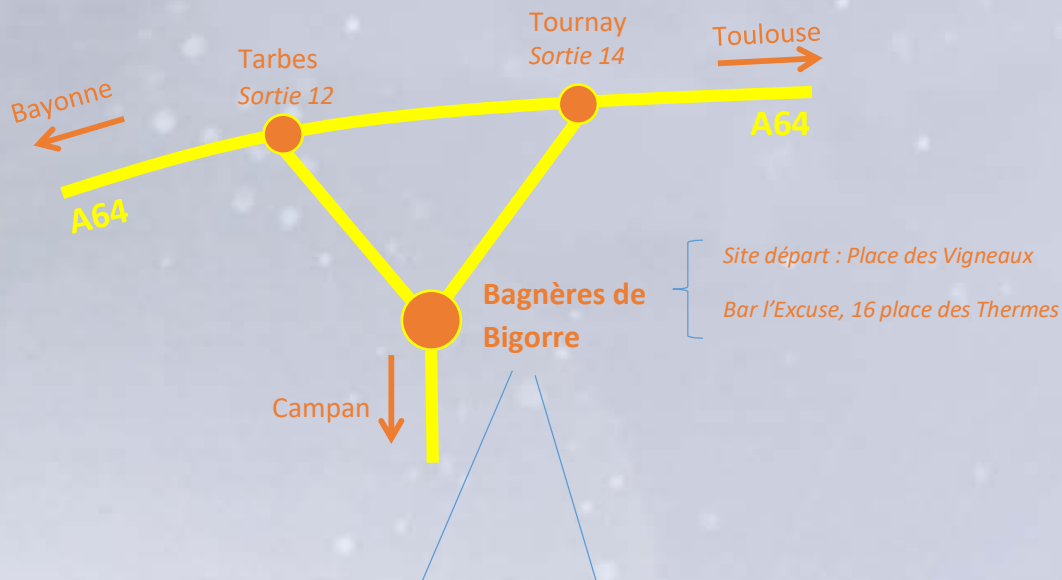 Tournay
Sortie 14
Toulouse
Tarbes
Sortie 12
Bayonne
A64
A64
Site départ : Place des Vigneaux
Bagnères de
Bigorre
Bar l’Excuse, 16 place des Thermes
Campan